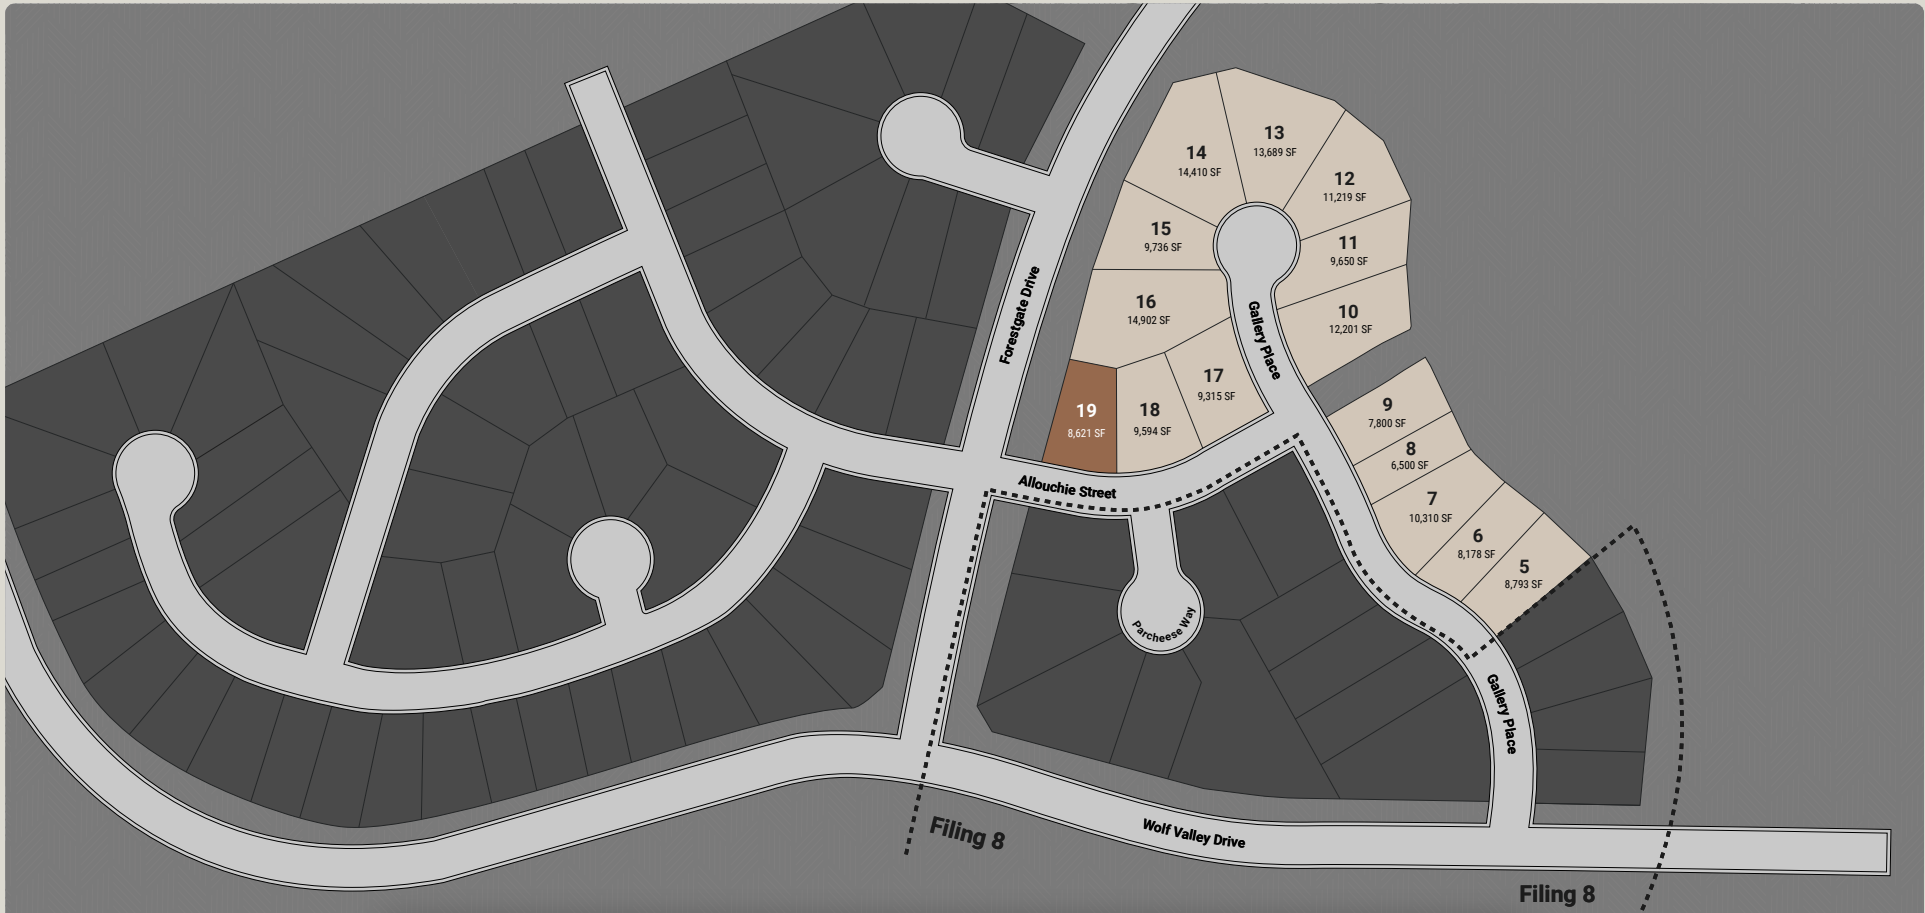 13
13,689 SF
14
14,410 SF
12
11,219 SF
15
9,736 SF
11
9,650 SF
16
14,902 SF
10
12,201 SF
Forestgate Drive
Gallery Place
17
9,315 SF
19
8,621 SF
18
9,594 SF
9
7,800 SF
8
6,500 SF
7
10,310 SF
6
8,178 SF
5
8,793 SF
Allouchie Street
Parcheese Way
Gallery Place
Filing 8
Wolf Valley Drive
Filing 8